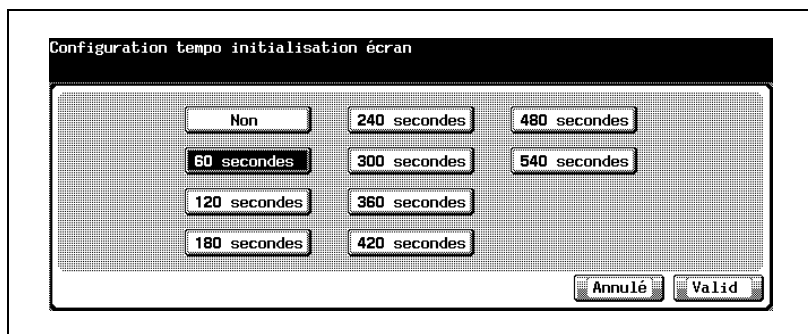 Configuration tempo initialisation écran
Non
240 secondes
480 secondes
60 secondes
300 secondes
540 secondes
120 secondes
360 secondes
180 secondes
420 secondes
Annulé
Valid